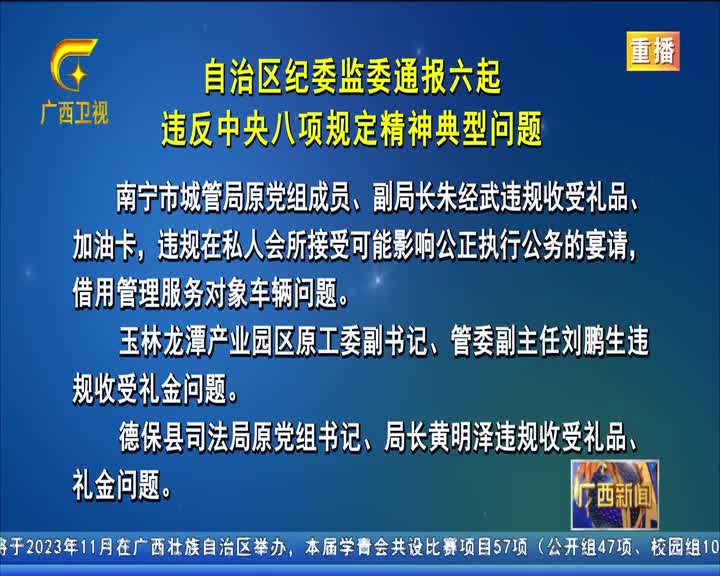 重播
广西卫视
自治区纪委监委通报六起
违反中央八项规定精神典型问题
南宁市城管局原党组成员、副局长朱经武违规收受礼品、
加油卡，违规在私人会所接受可能影响公正执行公务的宴请，
借用管理服务对象车辆问题。
玉林龙潭产业园区原工委副书记、管委副主任刘鹏生违
规收受礼金问题。
德保县司法局原党组书记、局长黄明泽违规收受礼品、
礼金问题。
广西新闻
将于2023年11月在广西壮族自治区举办，本届学青会共设比赛项目57项（公开组47项、校园组10